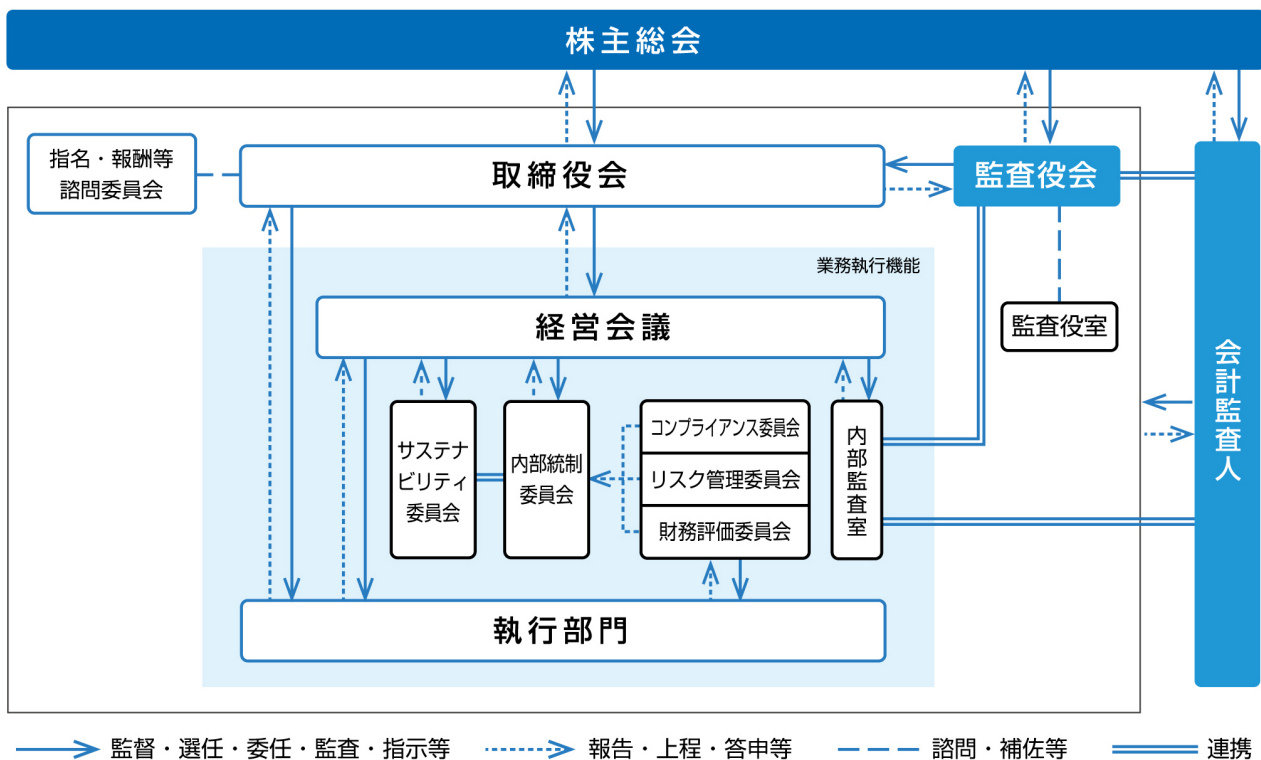 株主総会
指名・報酬等
諮問委員会
取締役会
監査役会
業務執行機能
経営会議
監査役室
会計監査人
サステナ
ビリティ
委員会
内部統制
委員会
コンプライアンス委員会
リスク管理委員会
財務評価委員会
内部監査室
執行部門
監督・選任・委任・監査・指示等
報告・上程・答申等
諮問・補佐等
連携